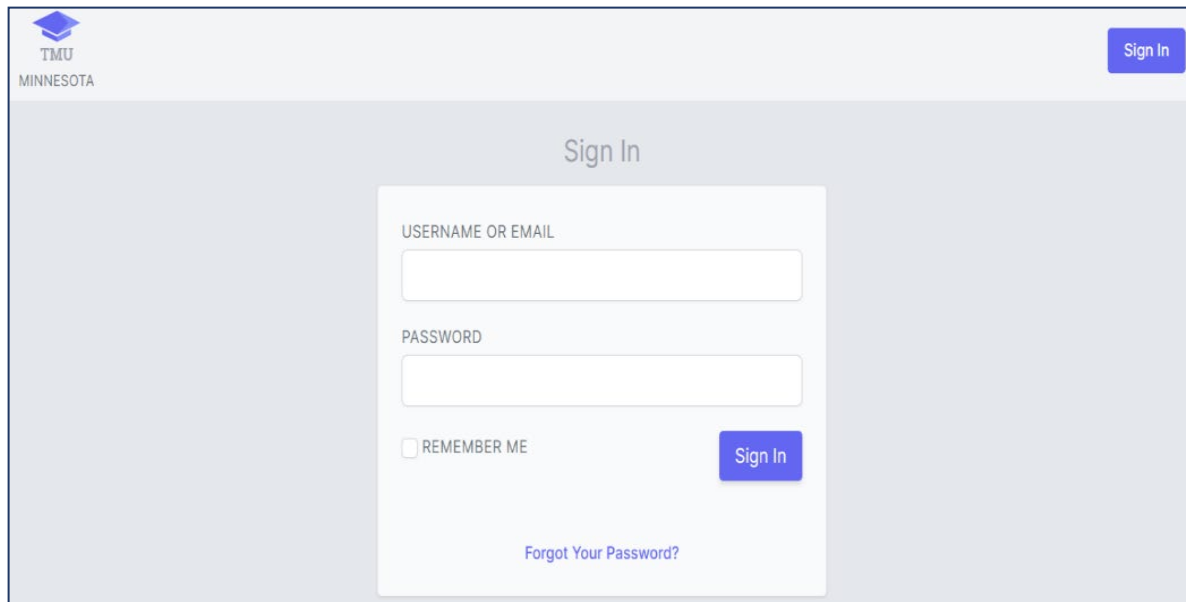 TMU
MINNESOTA
Sign In
Sign In
USERNAME OR EMAIL
PASSWORD
REMEMBER ME
Sign In
Forgot Your Password?